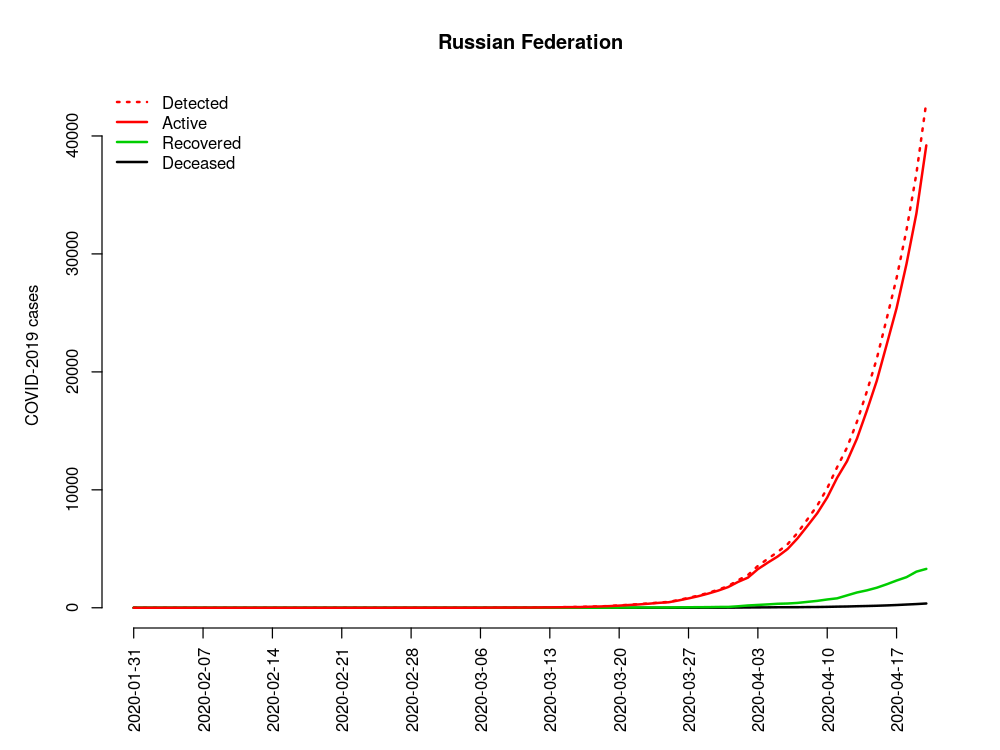 Russian Federation
Detected
Active
Recovered
Deceased
COVID-2019 cases
40000
30000
20000
10000
0
2020-01-31
2020-02-07
2020-02-14
2020-02-21
2020-02-28
2020-03-06
2020-03-13
2020-03-20
2020-03-27
2020-04-03
2020-04-10
2020-04-17